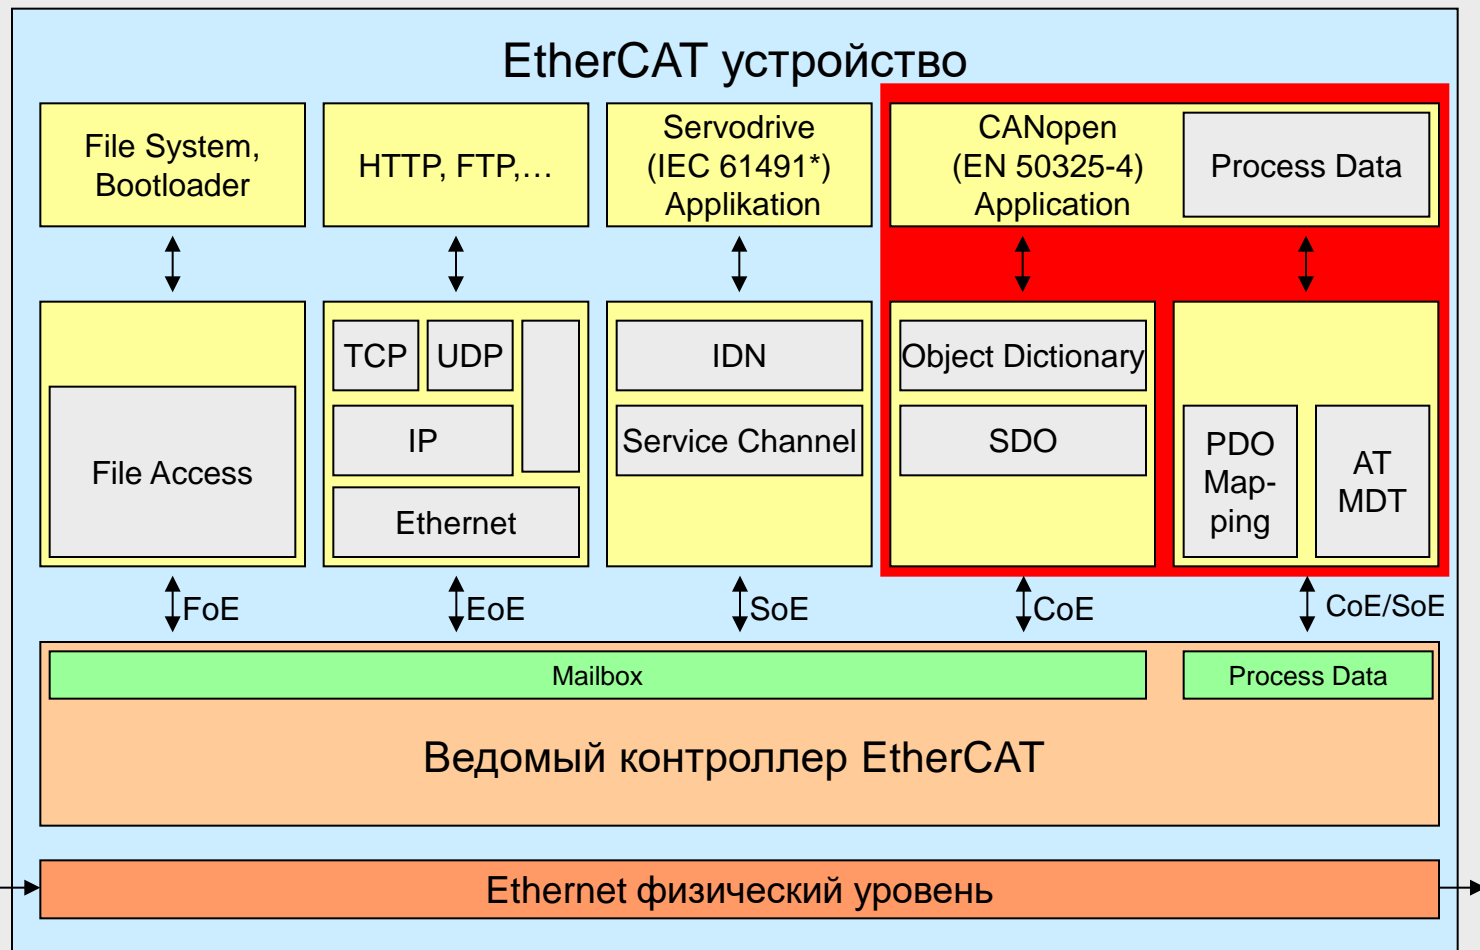 EtherCAT устройство
File System,
Bootloader
HTTP, FTP,…
Servodrive
(IEC 61491*)
Applikation
CANopen
(EN 50325-4)
Application
Process Data
File Access
TCP
UDP
IP
Ethernet
IDN
Service Channel
Object Dictionary
SDO
PDO
Map-
ping
AT
MDT
FoE
EoE
SoE
CoE
CoE/SoE
Mailbox
Process Data
Ведомый контроллер EtherCAT
Ethernet физический уровень